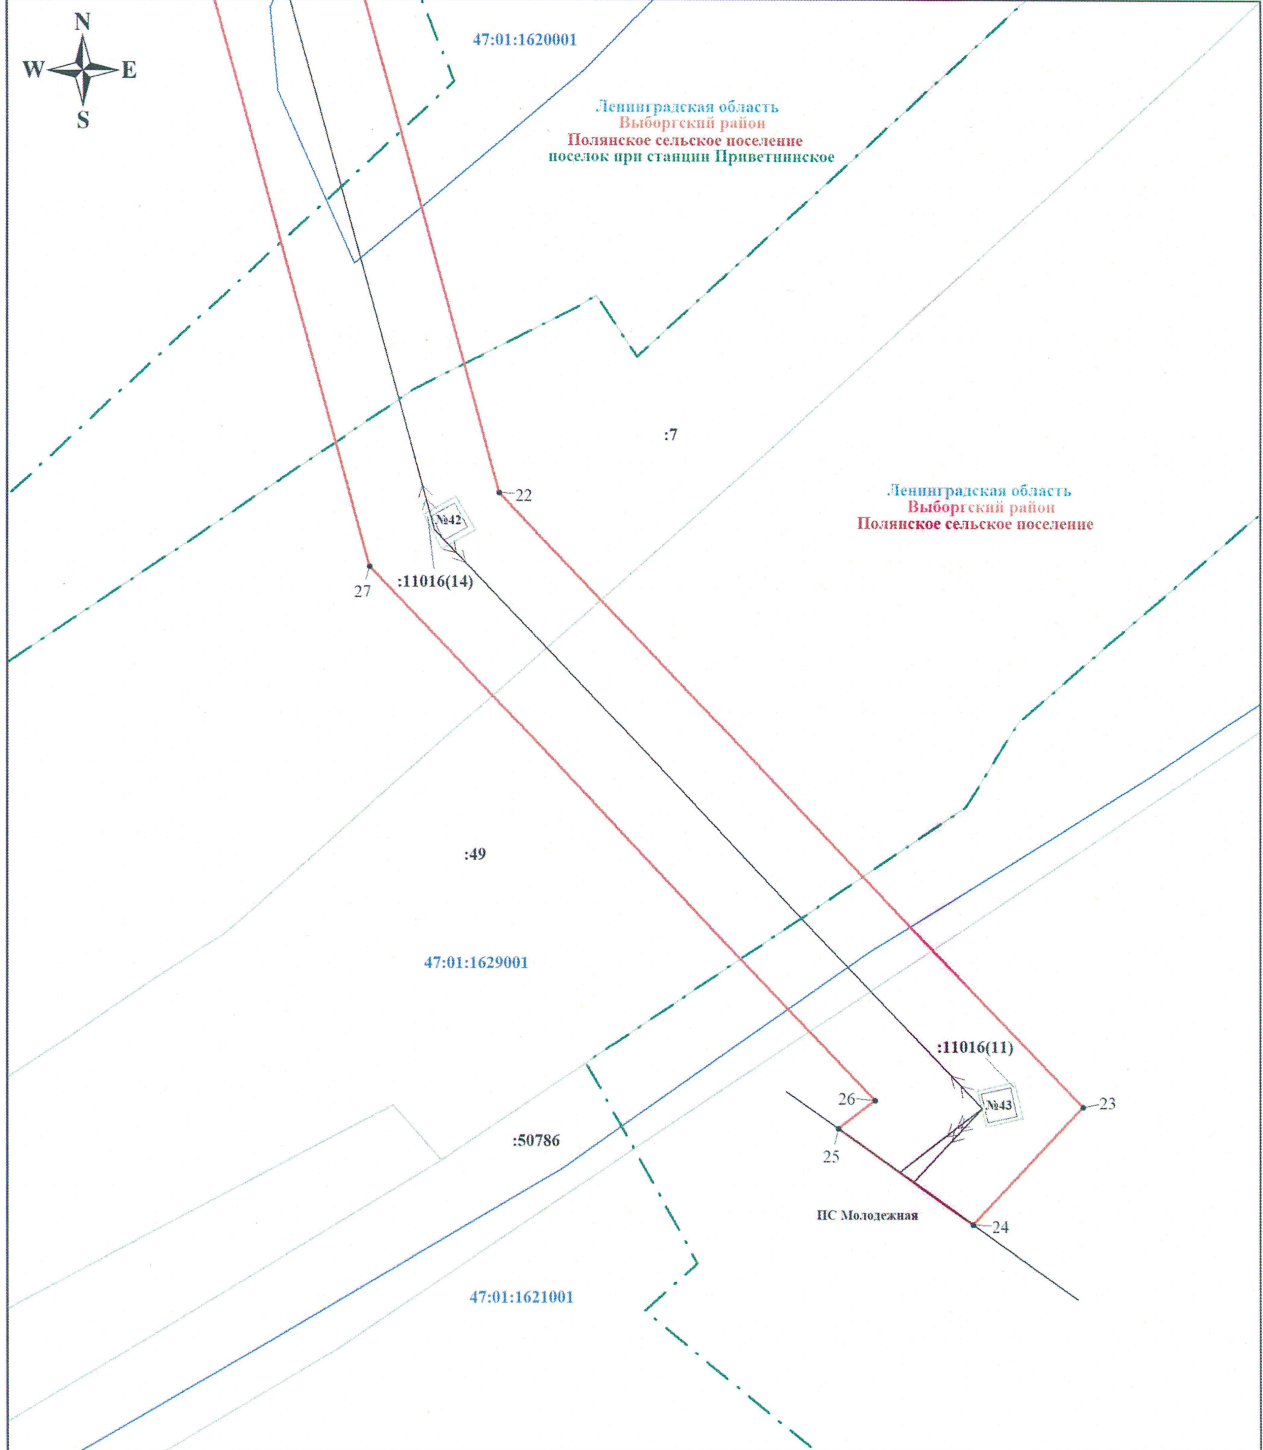 N
W E
S
47:01:1620001
Ленинградская область
Выборгский район
Полянское сельское поселение
поселок при станции Приветнинское
:7
22
Ленинградская область
Выборгский район
Полянское сельское поселение
№42
27
:11016(14)
:49
47:01:1629001
:11016(11)
26
№43
23
25
:50786
ПС Молодежная
24
47:01:1621001